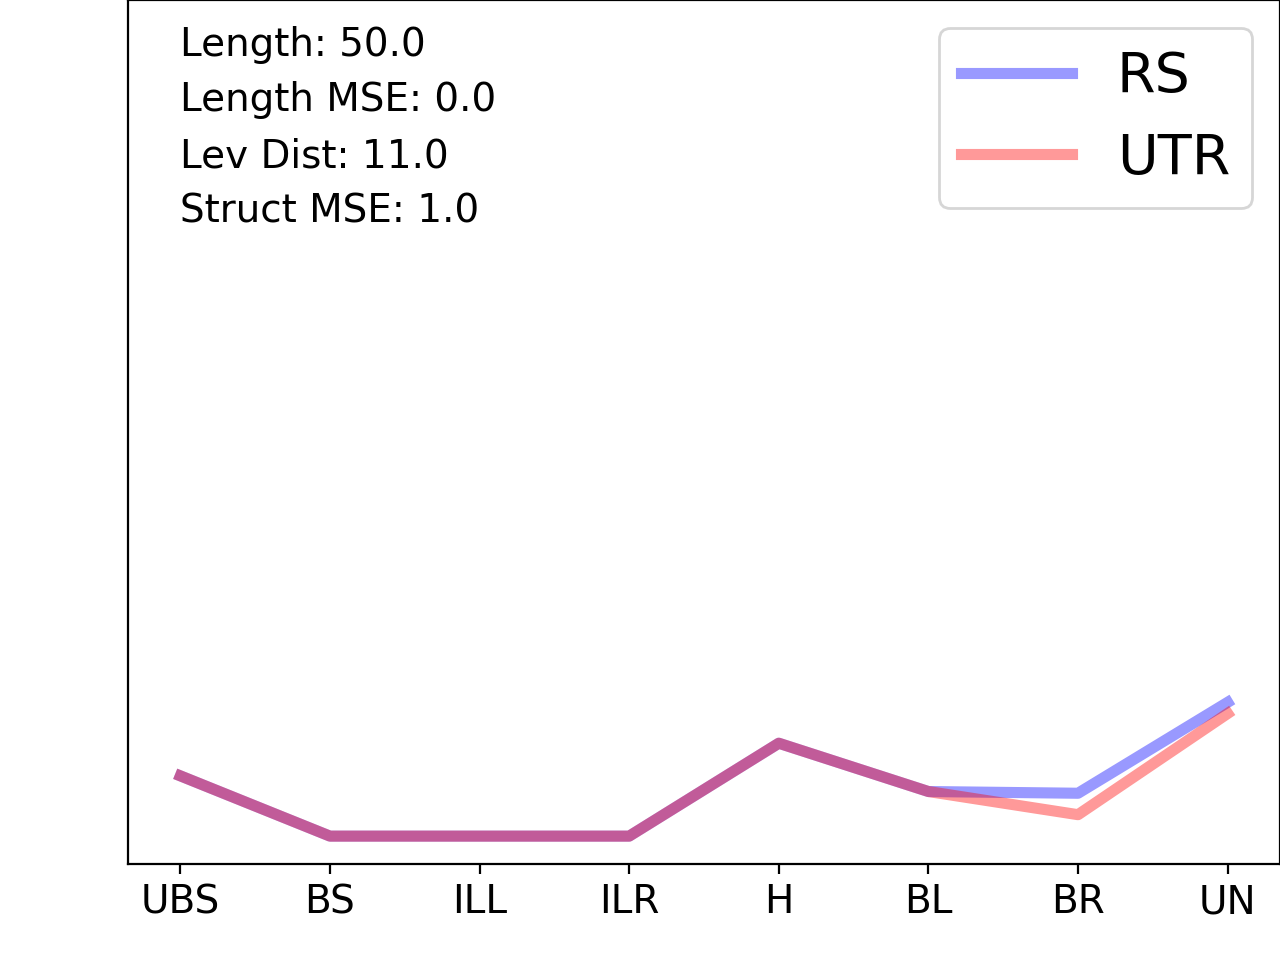 Length: 50.0
Length MSE: 0.0
Lev Dist: 11.0
Struct MSE: 1.0
RS
UTR
UBS BS ILL ILR H BL BR UN